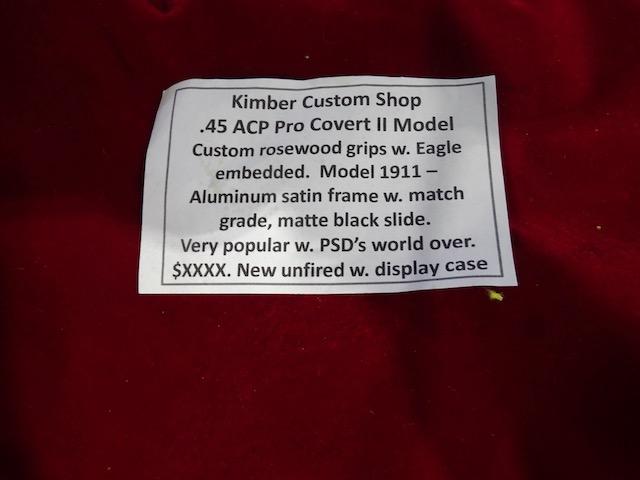 Kimber Custom Shop
.45 ACP Pro Covert II Model
Custom rosewood grips w. Eagle
embedded. Model 1911 –
Aluminum satin frame w. match
grade, matte black slide.
Very popular w. PSD's world over.
$XXXX. New unfired w. display case